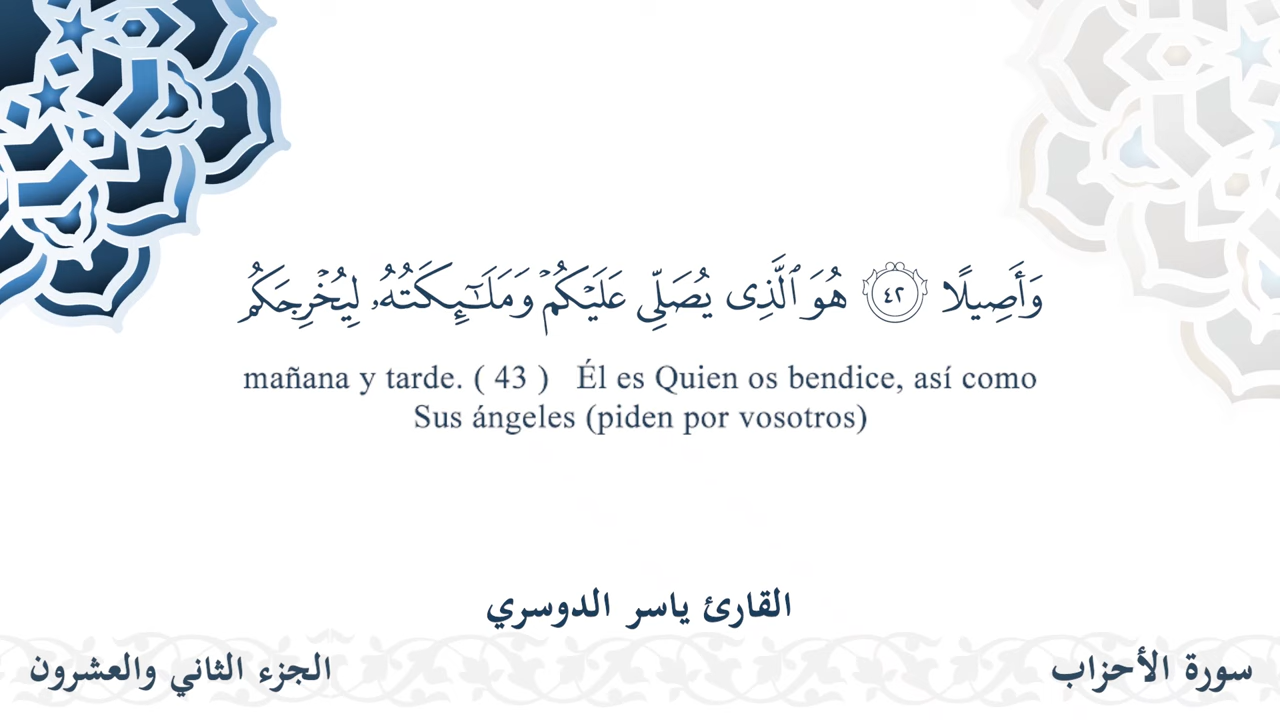 وَأَصِيلًا ۝٤٢ هُوَ ٱلَّذِى يُصَلِّى عَلَيْكُمْ وَمَلَـٰٓئِكَتُهُۥ لِيُخْرِجَكُم
mañana y tarde. ( 43 ) Él es Quien os bendice, así como
Sus ángeles (piden por vosotros)
القارئ ياسر الدوسري
سورة الأحزاب
الجزء الثاني والعشرون